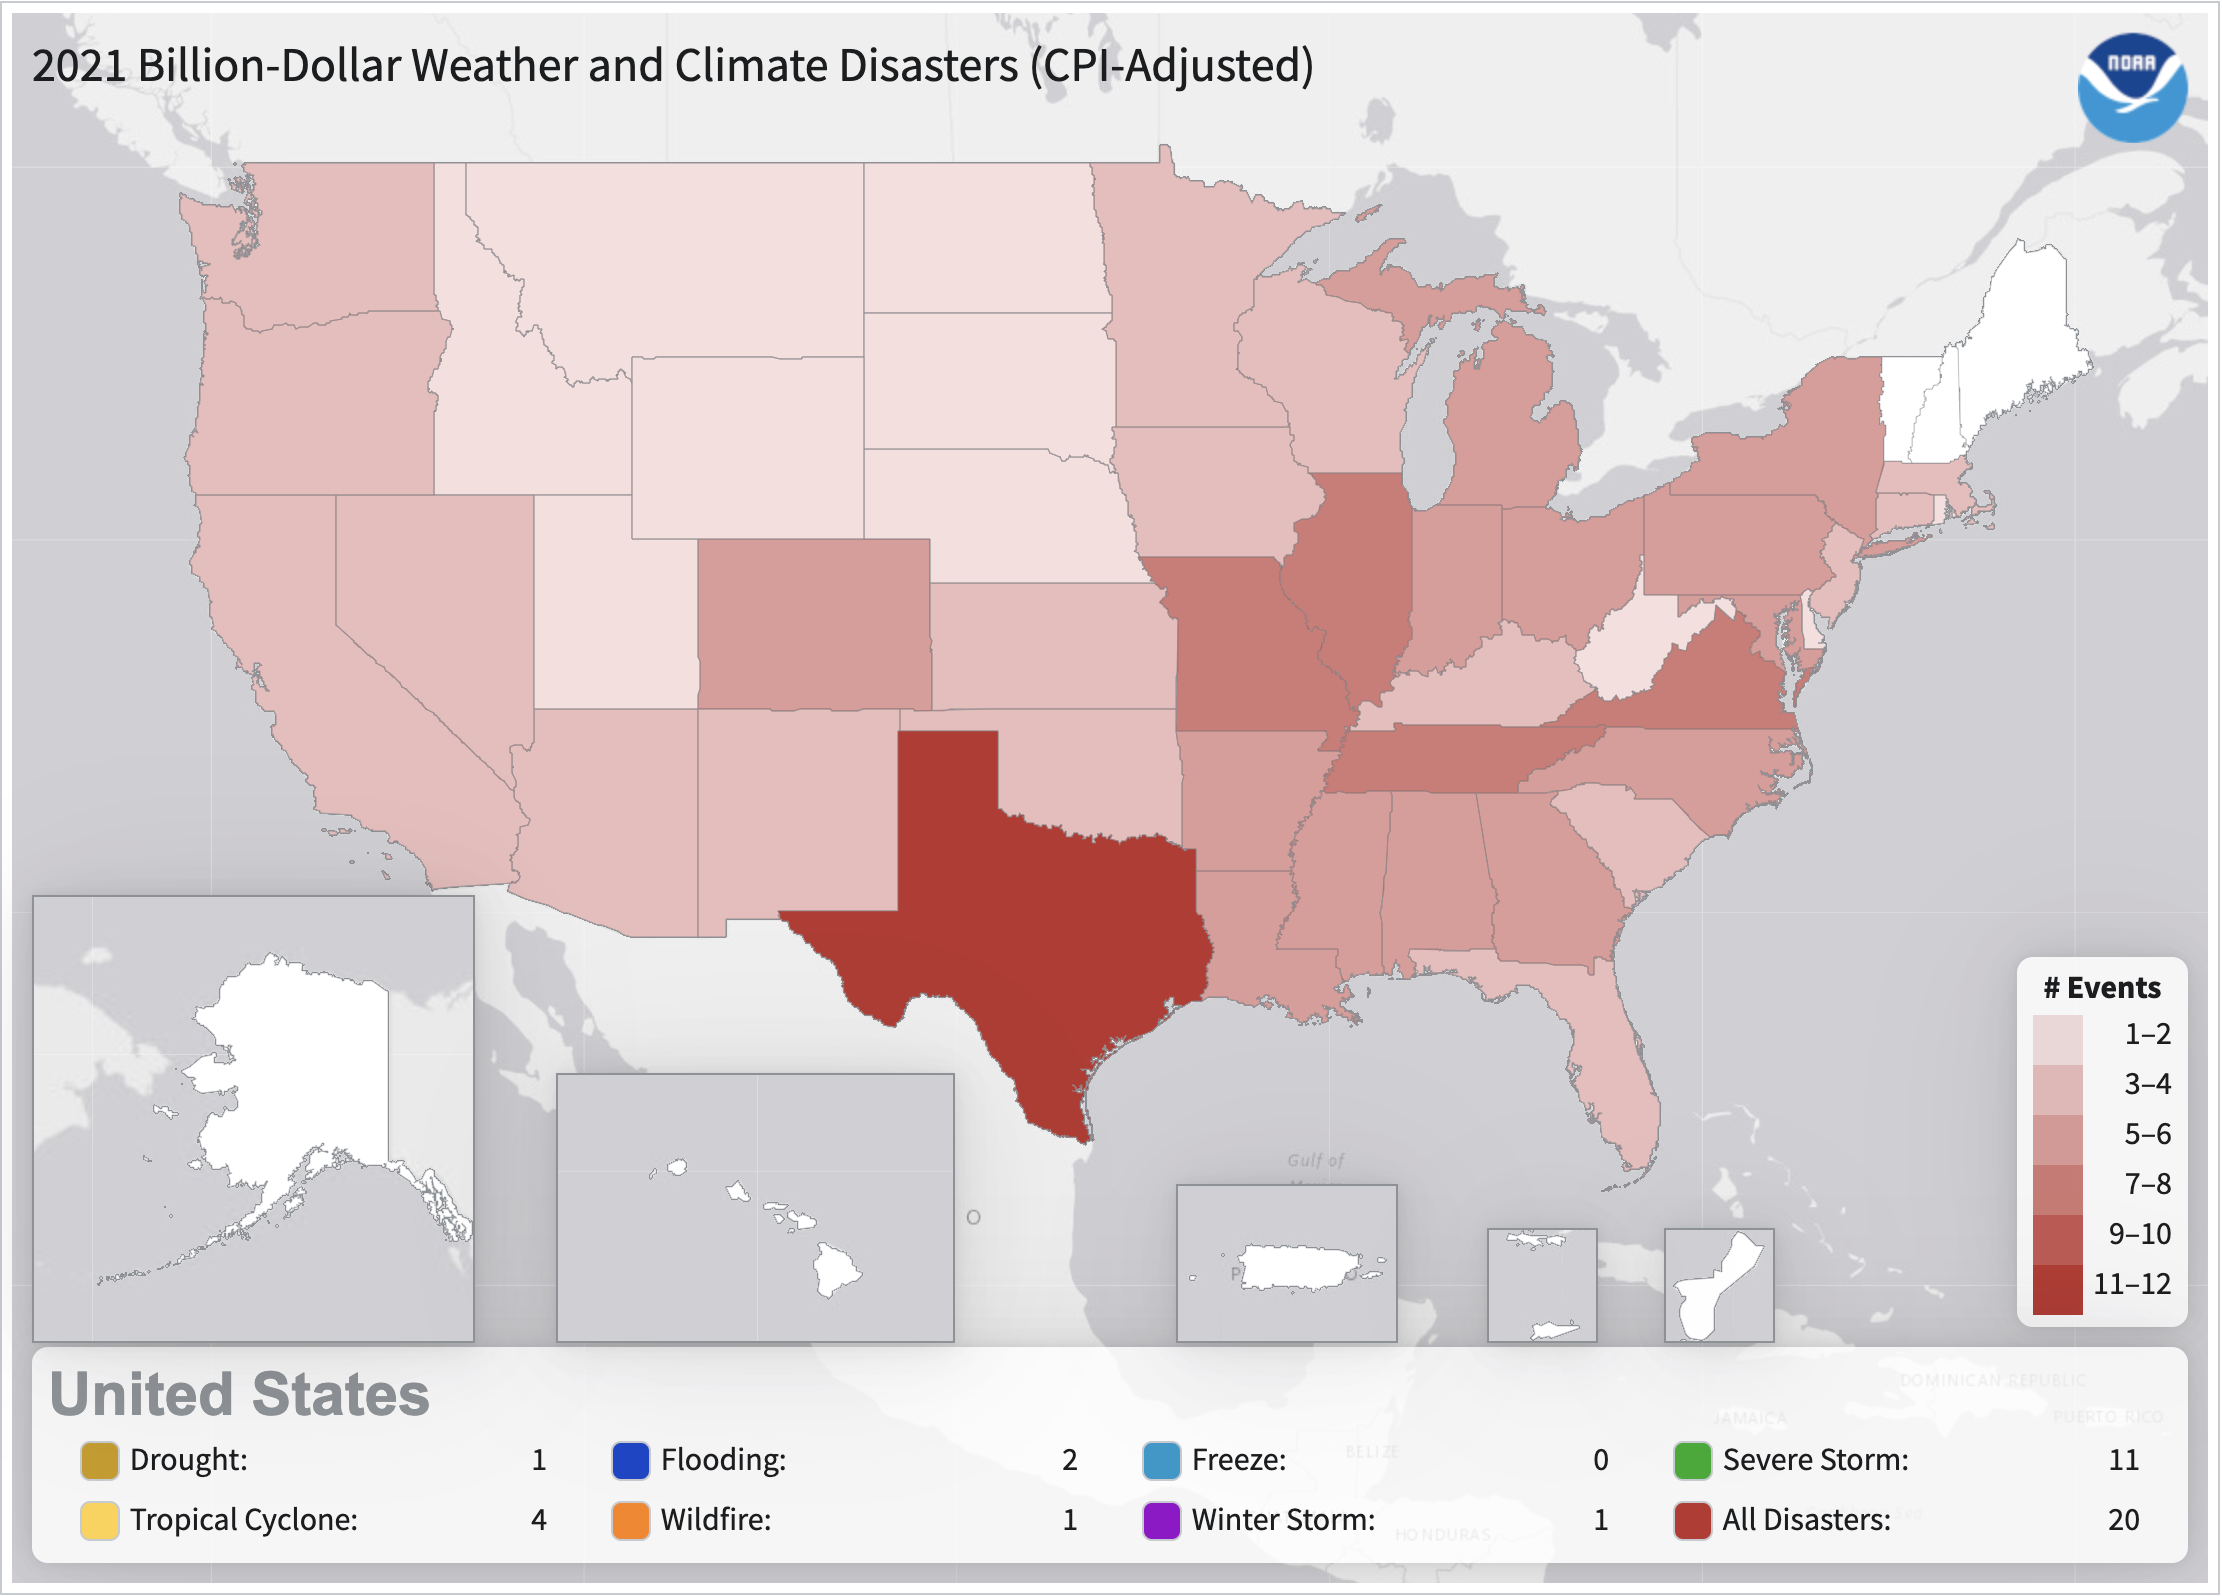 2021 Billion-Dollar Weather and Climate Disasters (CPI-Adjusted)
NOAA
# Events
1–2
3–4
5–6
7–8
9–10
11–12
Gulf of
Mexico
O
P
O
United States
DOMINICAN REPUBLIC
JAMAICA
PUERTO RICO
BELIZE
HONDURAS
Drought: 1 Flooding: 2 Freeze: 0 Severe Storm: 11
Tropical Cyclone: 4 Wildfire: 1 Winter Storm: 1 All Disasters: 20